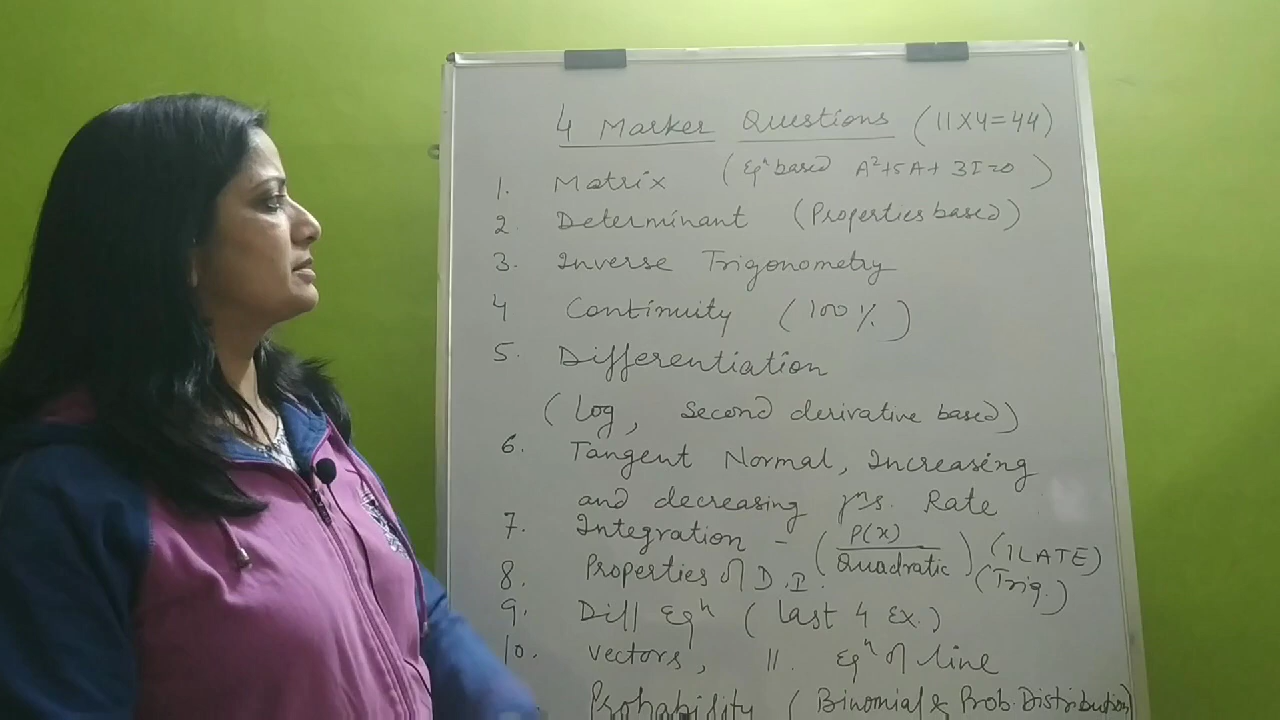 4 Marker Questions (11X4=44)
1. Matrix (Eqⁿ based A²+5A+3I=0)
2. Determinant (Properties based)
3. Inverse Trigonometry
4 Continuity (100%)
5. Differentiation
(Log, Second derivative based)
6. Tangent Normal, Increasing
and decreasing fⁿs. Rate
7. Integration - (P(x)/Quadratic) (ILATE)
8. Properties of D.I. (Trig.)
9. Diff Eqⁿ (last 4 Ex.)
10. Vectors, 11. Eqⁿ of line
Probability (Binomial & Prob. Distribution)